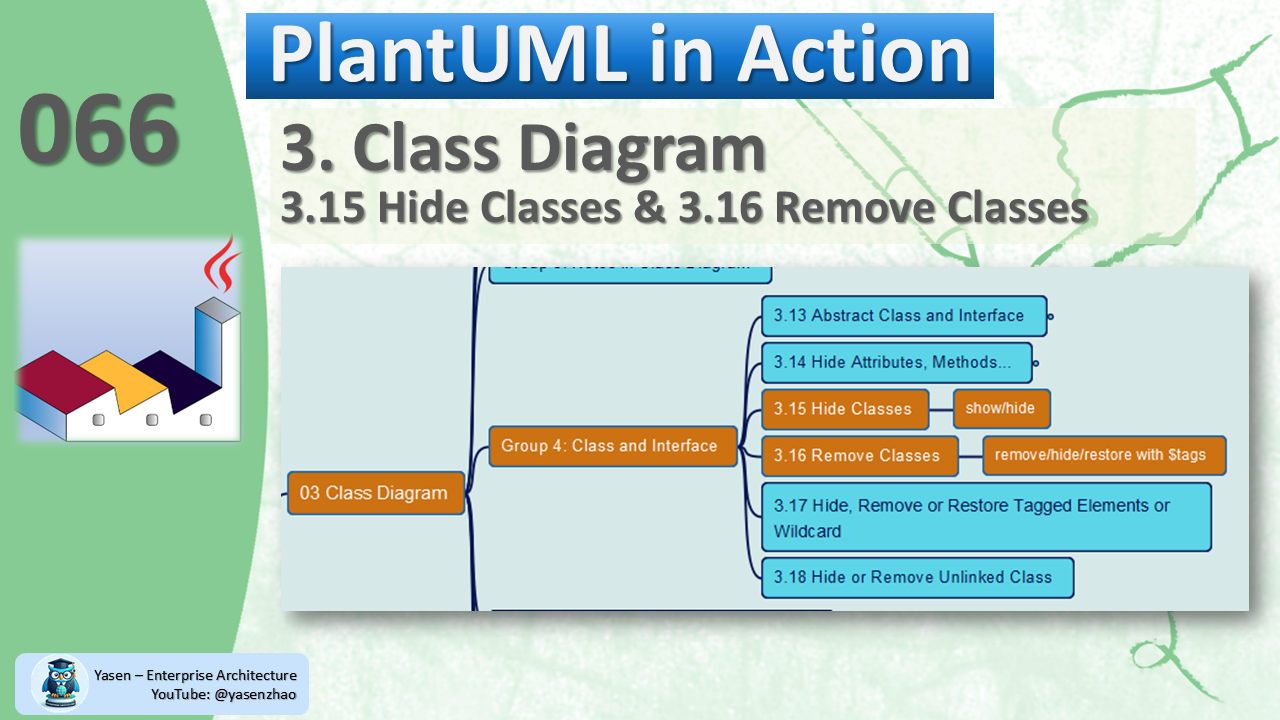 PlantUML in Action
066
3. Class Diagram
3.15 Hide Classes & 3.16 Remove Classes
3.13 Abstract Class and Interface
3.14 Hide Attributes, Methods...
3.15 Hide Classes
show/hide
Group 4: Class and Interface
3.16 Remove Classes
remove/hide/restore with $tags
03 Class Diagram
3.17 Hide, Remove or Restore Tagged Elements or
Wildcard
3.18 Hide or Remove Unlinked Class
Yasen – Enterprise Architecture
YouTube: @yasenzhao